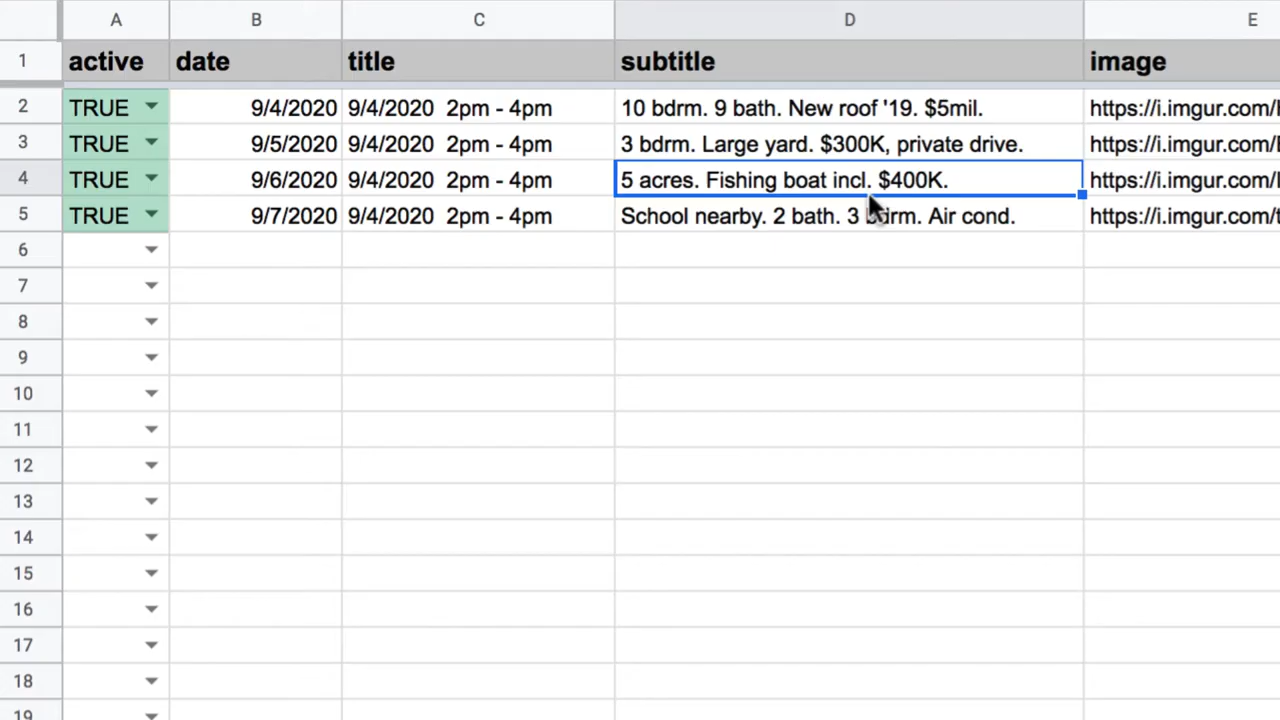 A B C D E
1 active date title subtitle image
2 TRUE 9/4/2020 9/4/2020 2pm - 4pm 10 bdrm. 9 bath. New roof '19. $5mil. https://i.imgur.com/
3 TRUE 9/5/2020 9/4/2020 2pm - 4pm 3 bdrm. Large yard. $300K, private drive. https://i.imgur.com/
4 TRUE 9/6/2020 9/4/2020 2pm - 4pm 5 acres. Fishing boat incl. $400K. https://i.imgur.com/
5 TRUE 9/7/2020 9/4/2020 2pm - 4pm School nearby. 2 bath. 3 bdrm. Air cond. https://i.imgur.com/
6
7
8
9
10
11
12
13
14
15
16
17
18
19